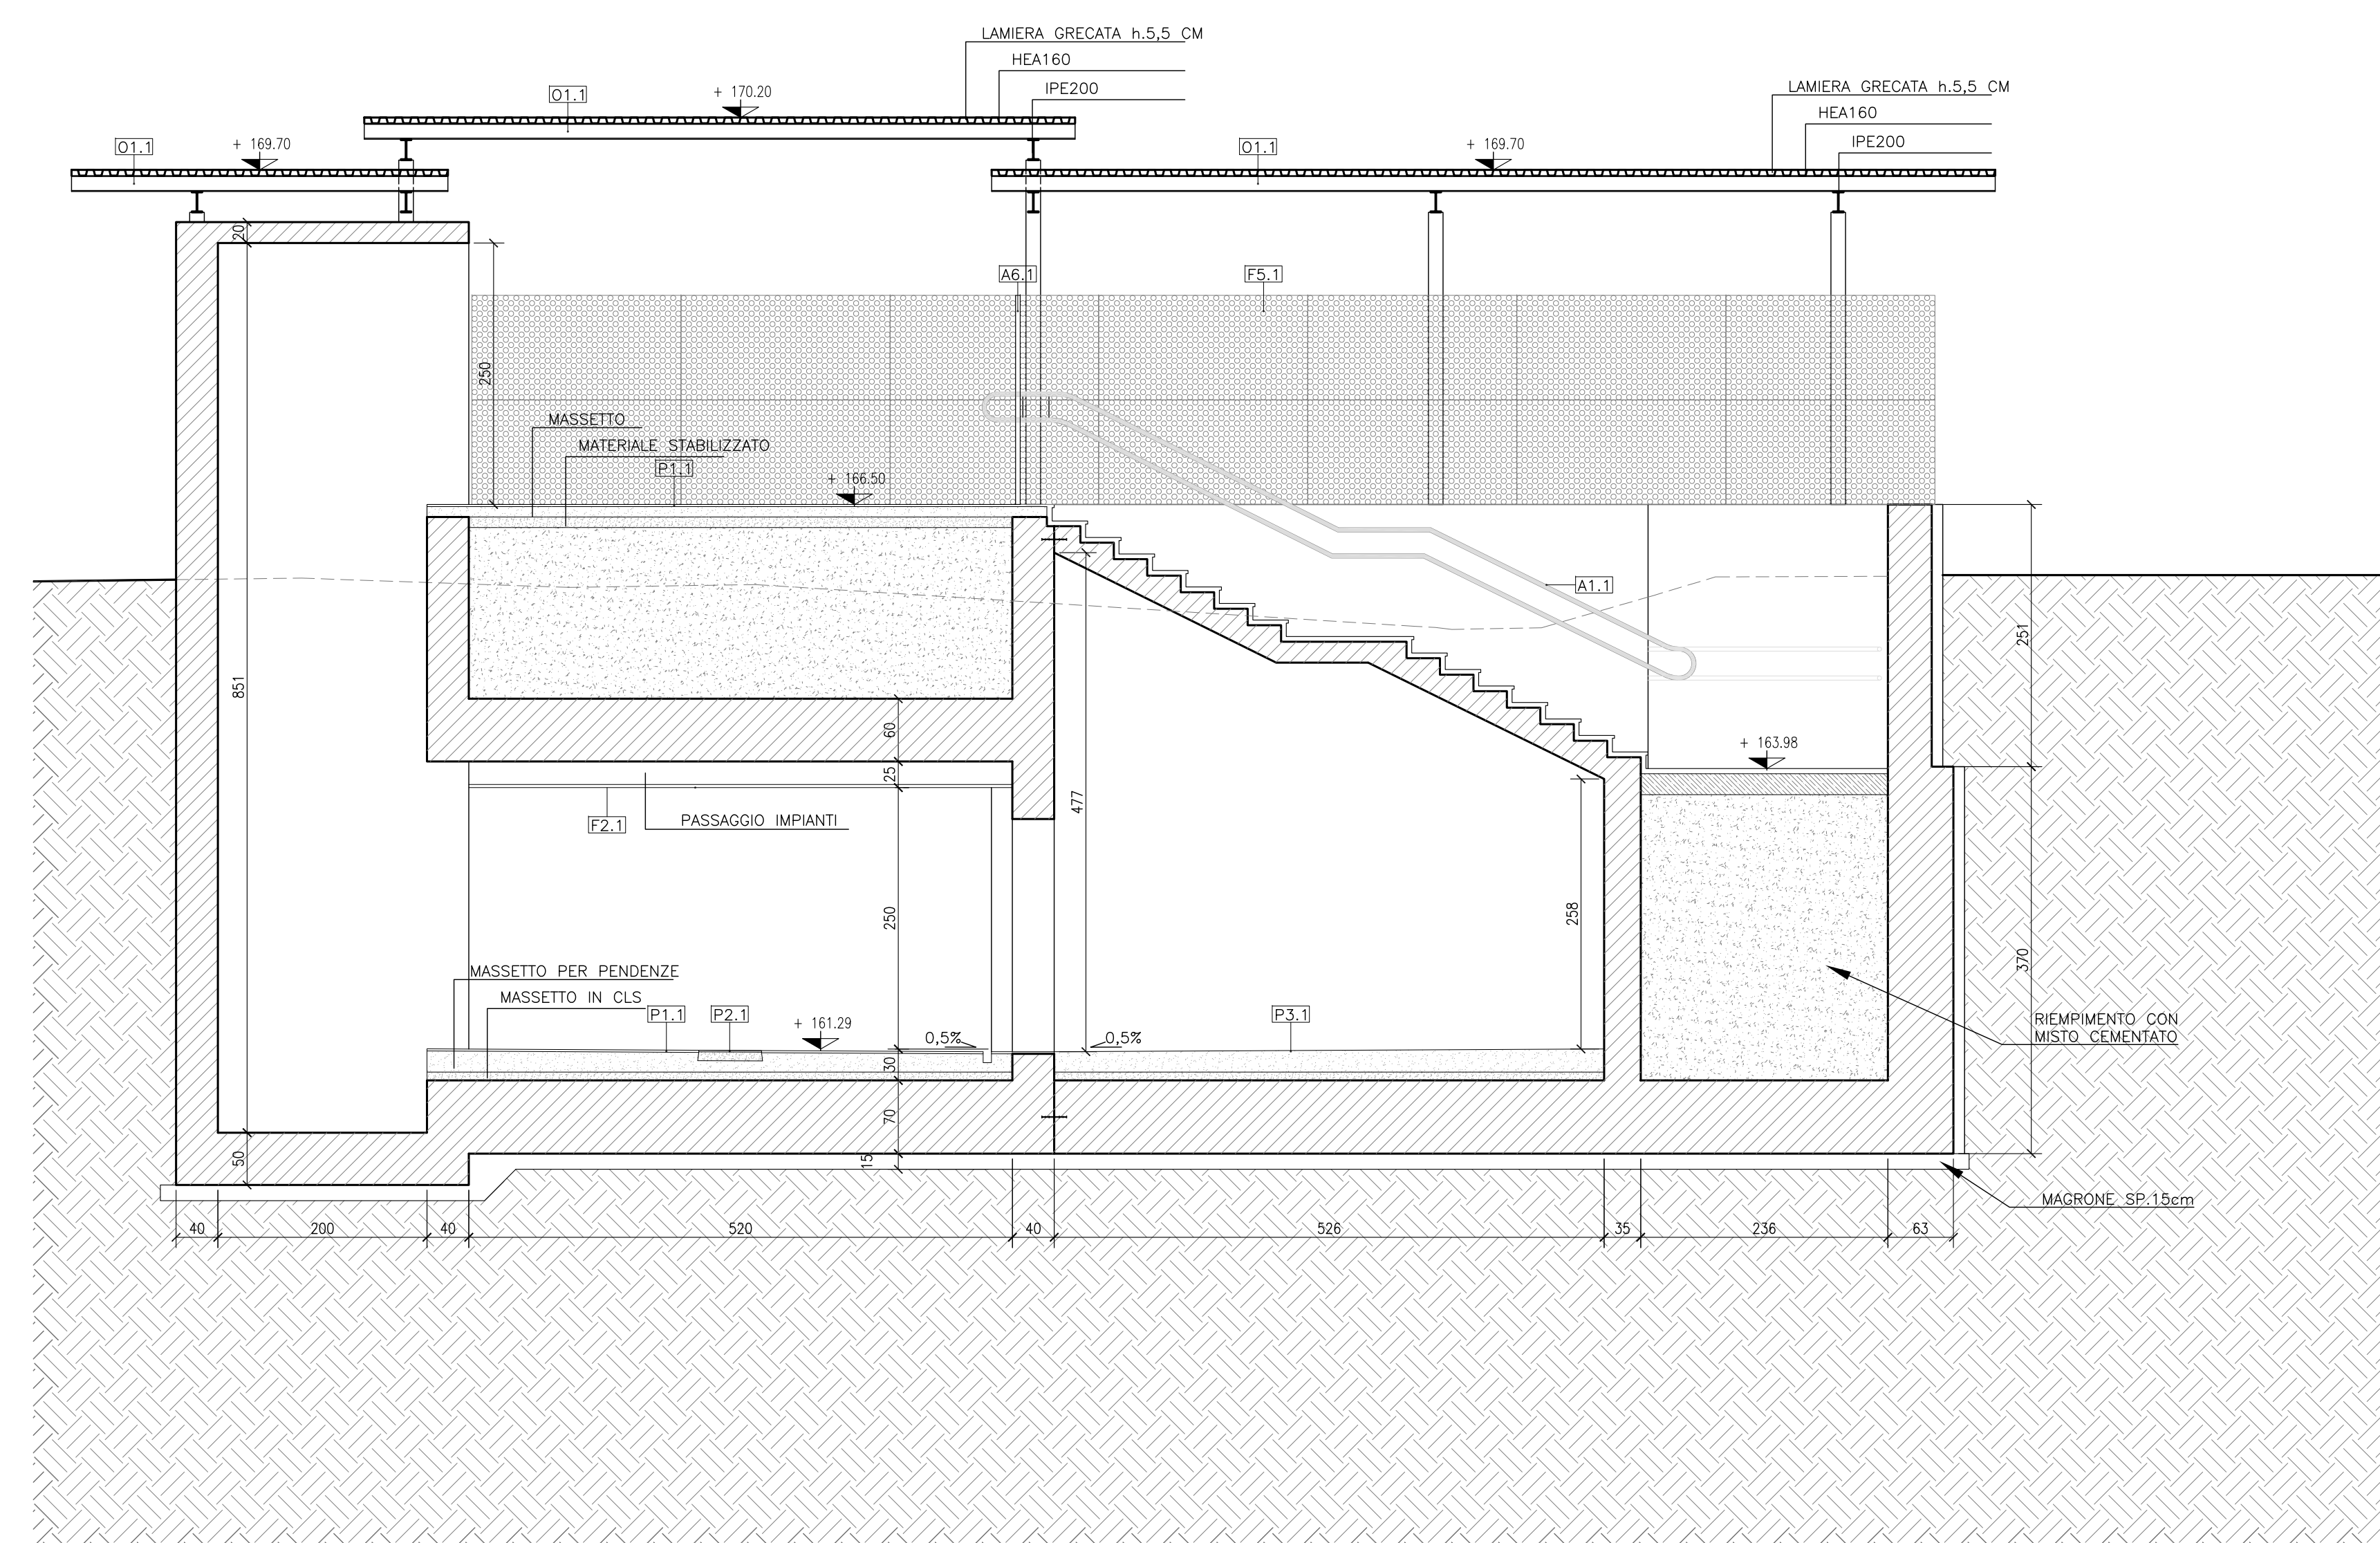 LAMIERA GRECATA h.5,5 CM
HEA160
IPE200
LAMIERA GRECATA h.5,5 CM
HEA160
IPE200
O1.1
+ 170.20
O1.1
+ 169.70
O1.1
+ 169.70
20
A6.1
F5.1
250
MASSETTO
MATERIALE STABILIZZATO
P1.1
+ 166.50
A1.1
251
851
60
+ 163.98
25
477
F2.1
PASSAGGIO IMPIANTI
258
250
370
MASSETTO PER PENDENZE
MASSETTO IN CLS
P1.1
P2.1
+ 161.29
0,5%
0,5%
P3.1
RIEMPIMENTO CON
MISTO CEMENTATO
30
70
50
15
MAGRONE SP.15cm
40
200
40
520
40
526
35
236
63